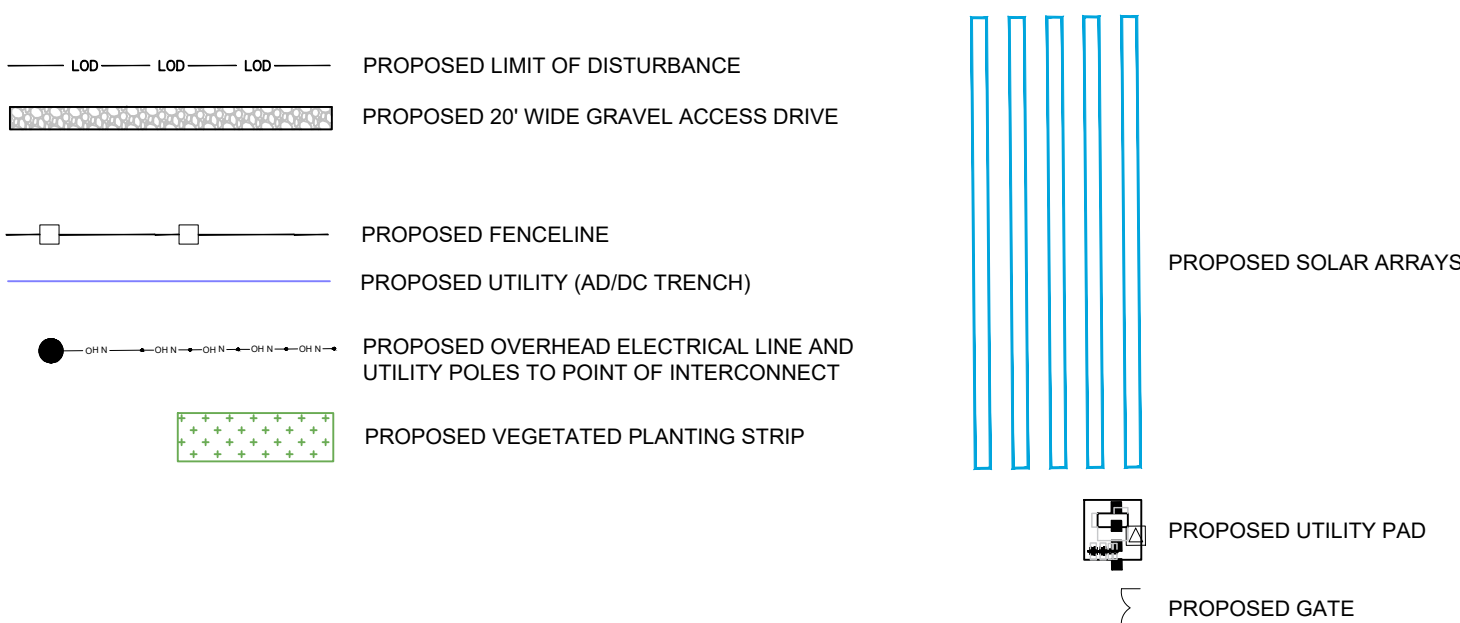 LOD LOD LOD PROPOSED LIMIT OF DISTURBANCE
PROPOSED 20' WIDE GRAVEL ACCESS DRIVE
PROPOSED FENCELINE
PROPOSED UTILITY (AD/DC TRENCH)
OH N OH N OH N OH N OH N PROPOSED OVERHEAD ELECTRICAL LINE AND
UTILITY POLES TO POINT OF INTERCONNECT
PROPOSED VEGETATED PLANTING STRIP
PROPOSED SOLAR ARRAYS
PROPOSED UTILITY PAD
PROPOSED GATE